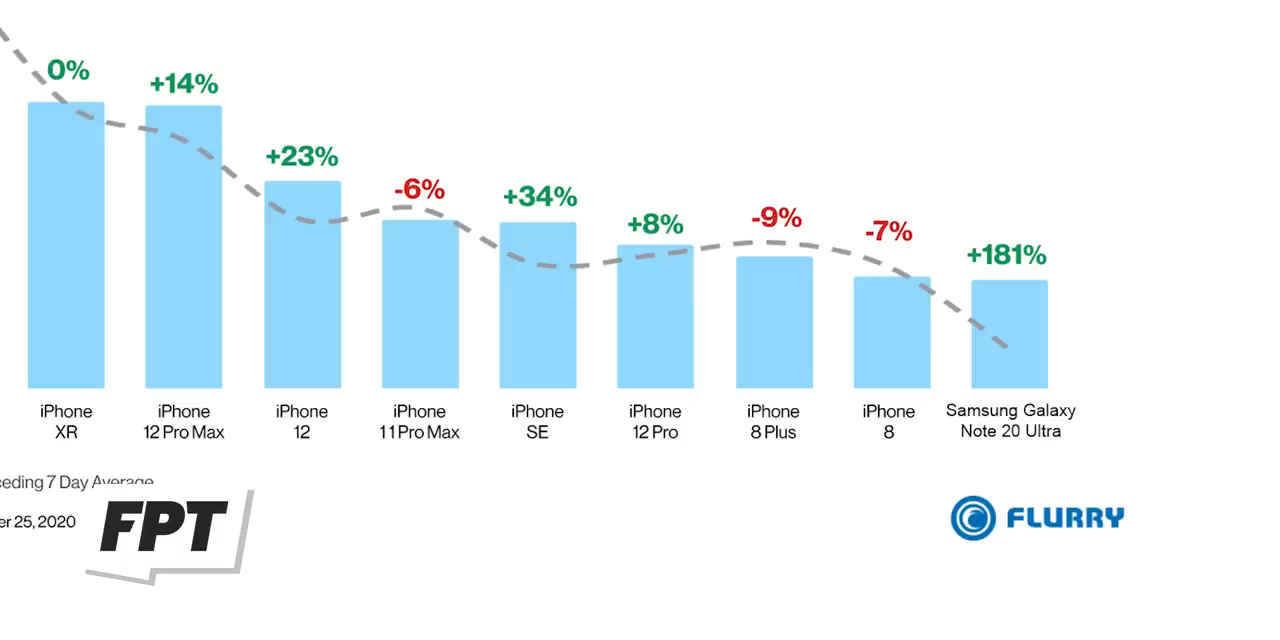 0%
+14%
+23%
-6%
+34%
+8%
-9%
-7%
+181%
iPhone
XR
iPhone
12 Pro Max
iPhone
12
iPhone
11 Pro Max
iPhone
SE
iPhone
12 Pro
iPhone
8 Plus
iPhone
8
Samsung Galaxy
Note 20 Ultra
7 Day Average
25, 2020
FPT
FLURRY